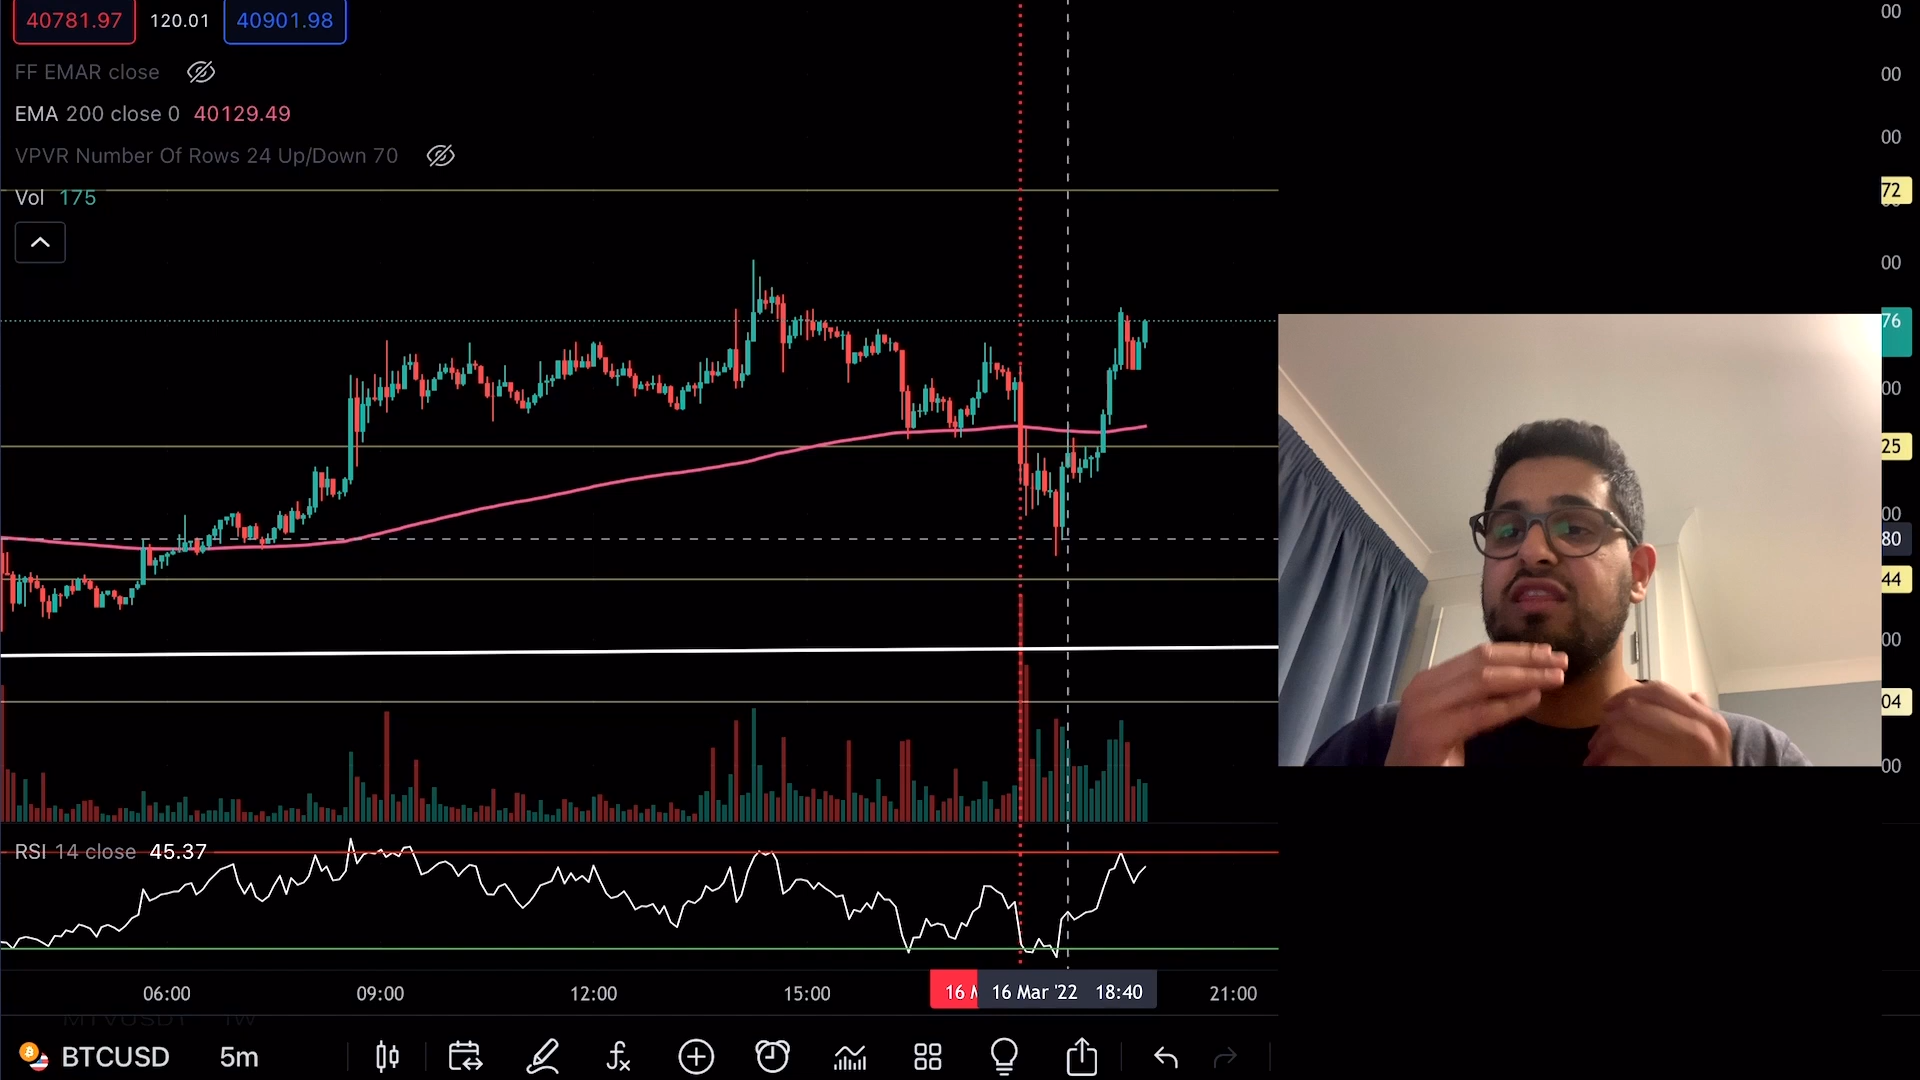 40781.97 120.01 40901.98
FF EMAR close
EMA 200 close 0 40129.49
VPVR Number Of Rows 24 Up/Down 70
Vol 175
00
00
00
72
00
76
00
25
00
80
44
00
04
00
RSI 14 close 45.37
06:00 09:00 12:00 15:00 16 16 Mar '22 18:40 21:00
MTVUSDT 1W
BTCUSD 5m